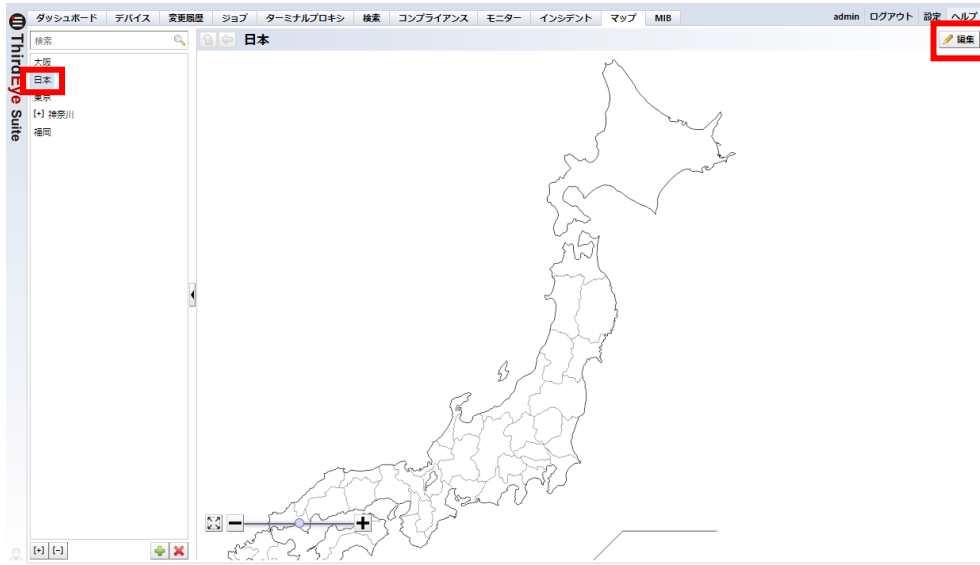 ThirdEye Suite
ダッシュボード デバイス 変更履歴 ジョブ ターミナルプロキシ 検索 コンプライアンス モニター インシデント マップ MIB admin ログアウト 設定 ヘルプ
検索
日本
編集
大阪
日本
東京
[+] 神奈川
福岡
[+] [-]